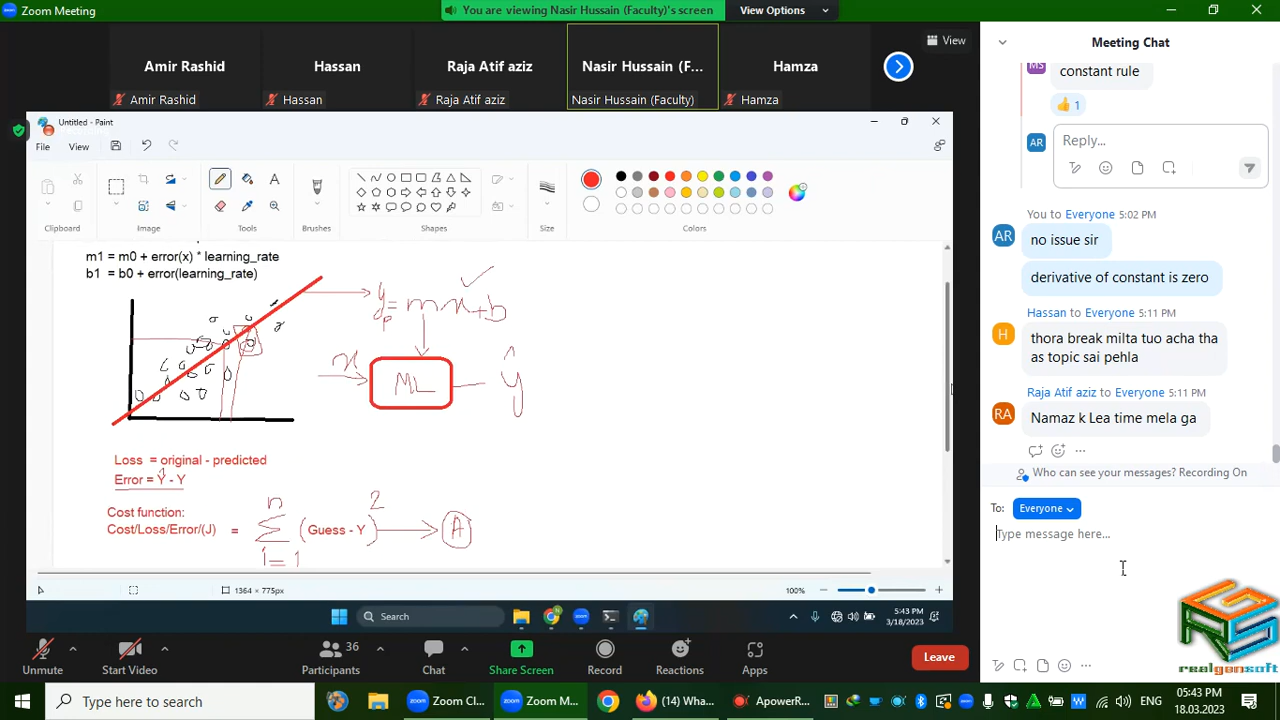 Zoom Meeting
You are viewing Nasir Hussain (Faculty)'s screen
View Options
Amir Rashid
Hassan
Raja Atif aziz
Nasir Hussain (F...
Hamza
Amir Rashid
Hassan
Raja Atif aziz
Nasir Hussain (Faculty)
Hamza
View
Untitled - Paint
File
View
Clipboard
Image
Tools
Brushes
Shapes
Size
Colors
m1 = m0 + error(x) * learning_rate
b1 = b0 + error(learning_rate)
yp = mx+b
x
ML
ŷ
Loss = original - predicted
Error = Y - Y
Cost function:
Cost/Loss/Error/(J) = n ∑ i=1 (Guess - Y)2 A
1364 × 775px
100%
Search
5:43 PM
3/18/2023
Unmute
Start Video
Participants
36
Chat
Share Screen
Record
Reactions
Apps
Leave
Meeting Chat
MS
constant rule
👍 1
AR
Reply...
You to Everyone 5:02 PM
AR
no issue sir
derivative of constant is zero
Hassan to Everyone 5:11 PM
H
thora break milta tuo acha tha
as topic sai pehla
Raja Atif aziz to Everyone 5:11 PM
RA
Namaz k Lea time mela ga
Who can see your messages? Recording On
To: Everyone
Type message here...
realgensoft
Type here to search
Zoom Cl...
Zoom M...
(14) Wha...
ApowerR...
ENG
05:43 PM
18.03.2023